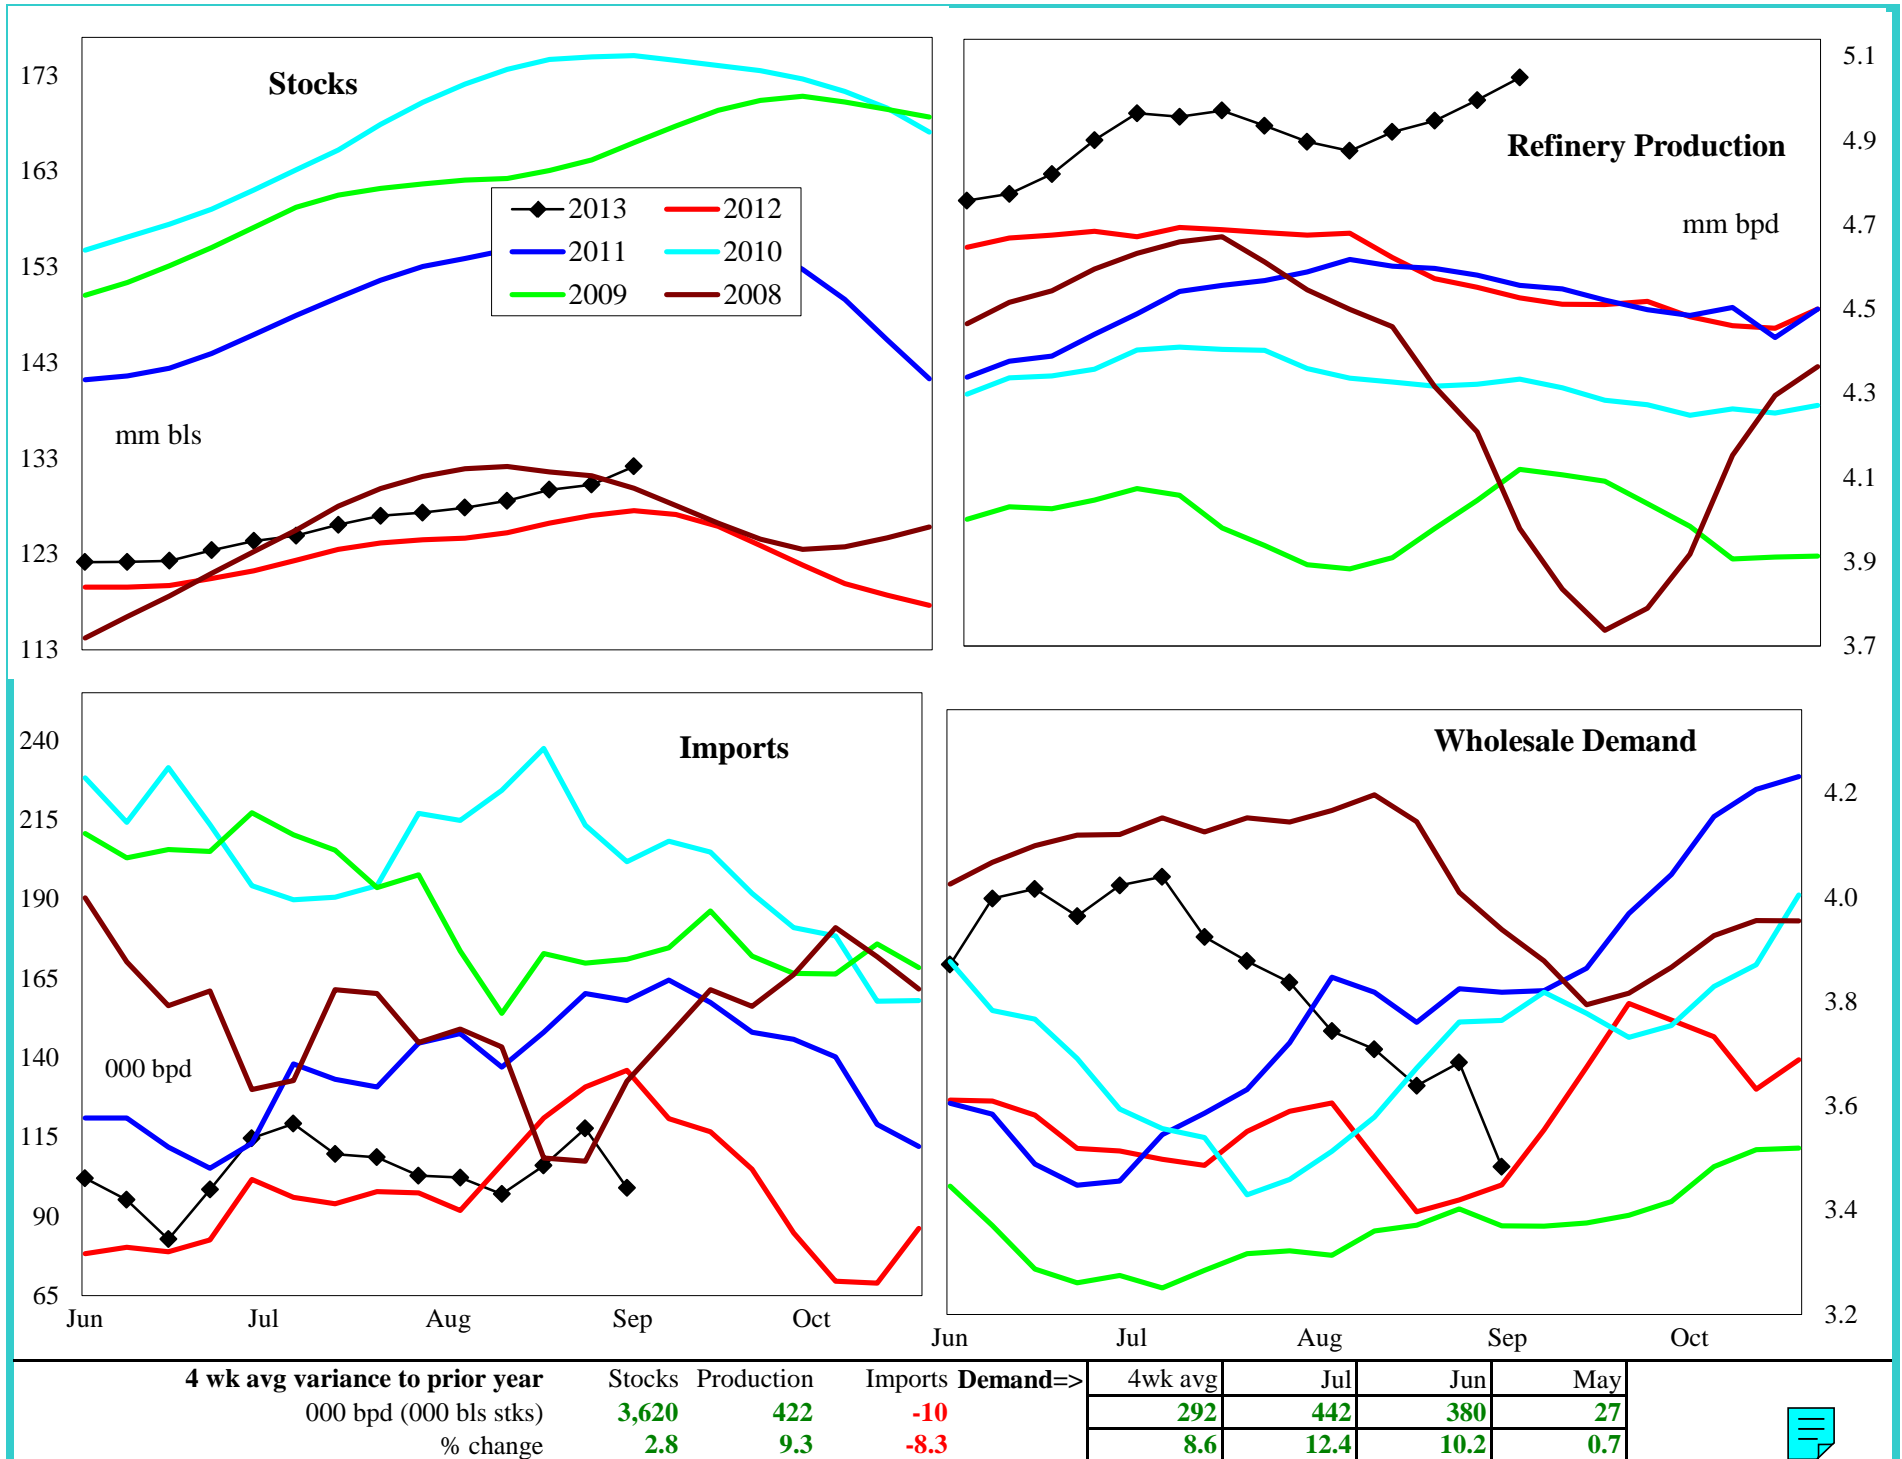 Stocks
173
163
153
143
133
123
113
mm bls
2013
2012
2011
2010
2009
2008
Refinery Production
mm bpd
5.1
4.9
4.7
4.5
4.3
4.1
3.9
3.7
Imports
240
215
190
165
140
115
90
65
000 bpd
Jun Jul Aug Sep Oct
Wholesale Demand
4.2
4.0
3.8
3.6
3.4
3.2
Jun Jul Aug Sep Oct
4 wk avg variance to prior year Stocks Production Imports Demand=> 4wk avg Jul Jun May
000 bpd (000 bls stks) 3,620 422 -10 292 442 380 27
% change 2.8 9.3 -8.3 8.6 12.4 10.2 0.7